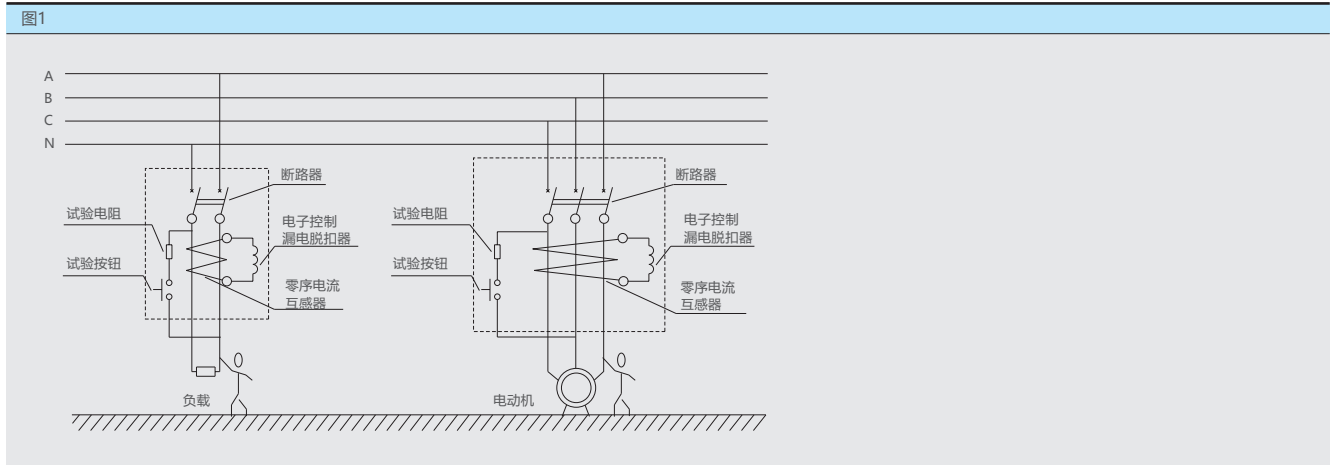 图1
A
B
C
N
断路器
试验电阻
电子控制
漏电脱扣器
试验按钮
零序电流
互感器
负载
断路器
试验电阻
电子控制
漏电脱扣器
试验按钮
零序电流
互感器
电动机